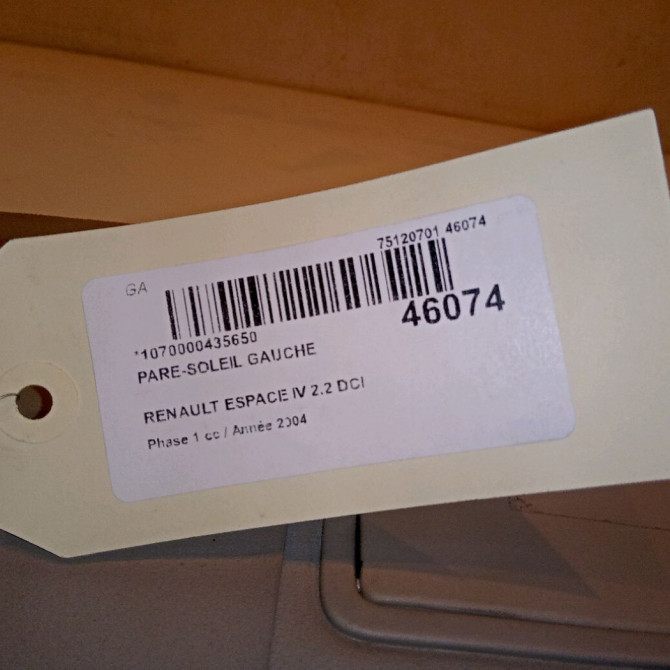 75120701 46074
GA
46074
*1070000435650
PARE-SOLEIL GAUCHE
RENAULT ESPACE IV 2.2 DCI
Phase 1 cc / Année 2004